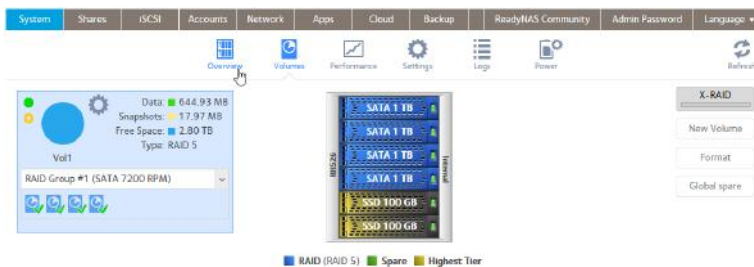 System Shares iSCSI Accounts Network Apps Cloud Backup ReadyNAS Community Admin Password Language
Overview Volumes Performance Settings Logs Power Refresh
Data: 644.93 MB
Snapshots: 17.97 MB
Free Space: 2.80 TB
Type: RAID 5
Vol1
RAID Group #1 (SATA 7200 RPM)
SATA 1 TB
SATA 1 TB
SATA 1 TB
SATA 1 TB
SSD 100 GB
SSD 100 GB
Internal
RAID (RAID 5) Spare Highest Tier
X-RAID
New Volume
Format
Global spare